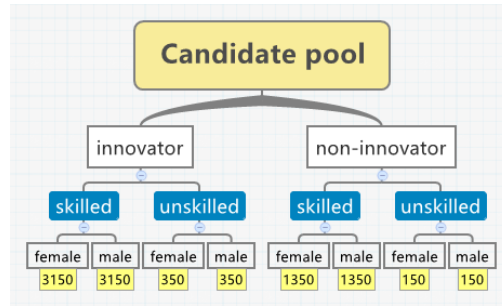 Candidate pool
innovator non-innovator
skilled unskilled skilled unskilled
female male female male female male female male
3150 3150 350 350 1350 1350 150 150